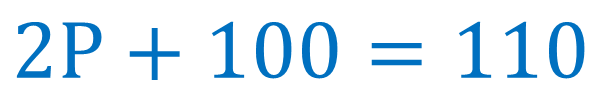 2P + 100 = 110